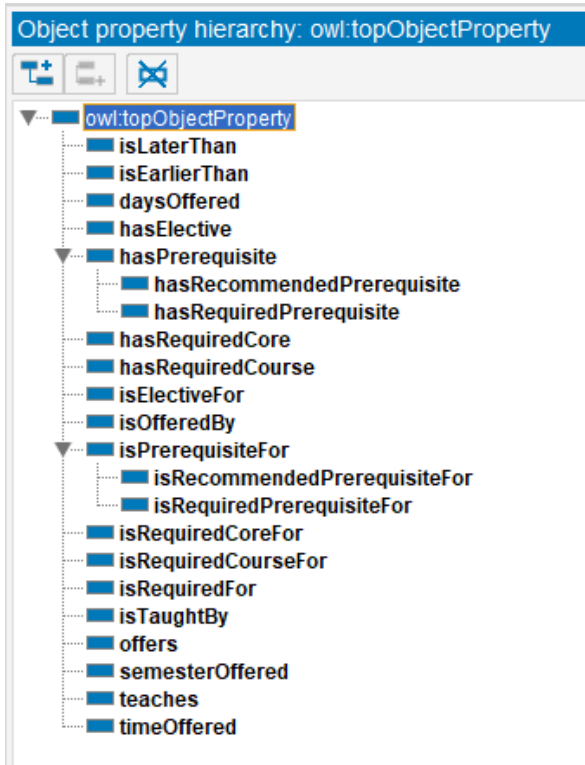 Object property hierarchy: owl:topObjectProperty
owl:topObjectProperty
isLaterThan
isEarlierThan
daysOffered
hasElective
hasPrerequisite
hasRecommendedPrerequisite
hasRequiredPrerequisite
hasRequiredCore
hasRequiredCourse
isElectiveFor
isOfferedBy
isPrerequisiteFor
isRecommendedPrerequisiteFor
isRequiredPrerequisiteFor
isRequiredCoreFor
isRequiredCourseFor
isRequiredFor
isTaughtBy
offers
semesterOffered
teaches
timeOffered